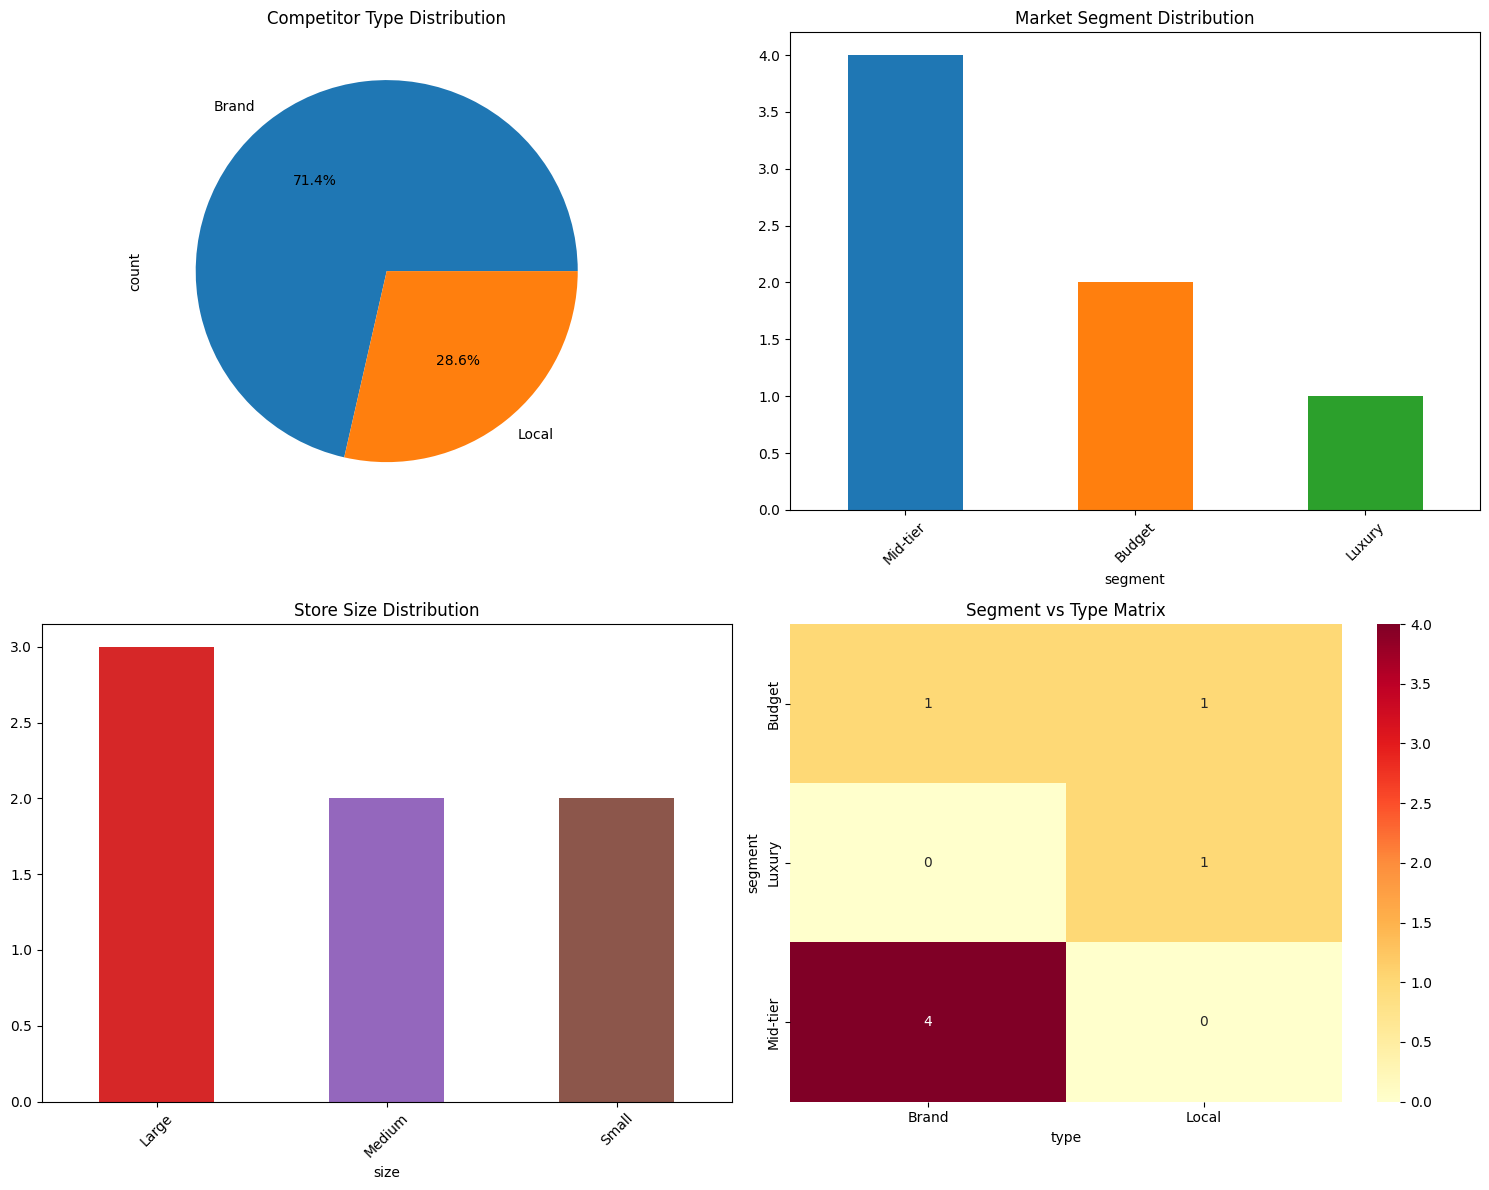 Competitor Type Distribution
Brand
71.4%
count
28.6%
Local
Market Segment Distribution
4.0
3.5
3.0
2.5
2.0
1.5
1.0
0.5
0.0
Mid-tier
Budget
Luxury
segment
Store Size Distribution
3.0
2.5
2.0
1.5
1.0
0.5
0.0
Large
Medium
Small
size
Segment vs Type Matrix
segment
Budget
1 1
Luxury
0 1
Mid-tier
4 0
Brand Local
type
4.0
3.5
3.0
2.5
2.0
1.5
1.0
0.5
0.0